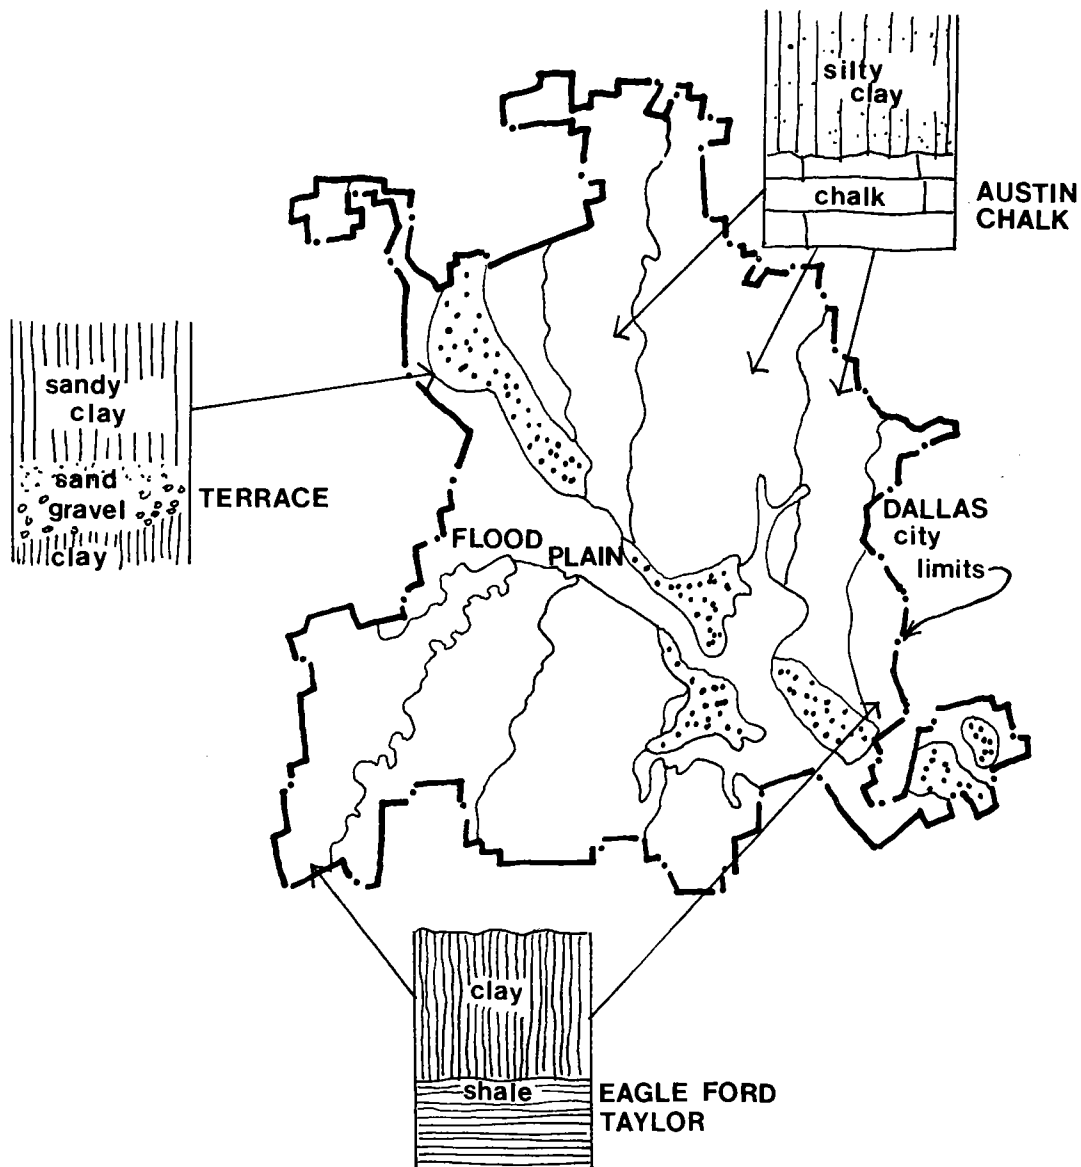 silty
clay
chalk
AUSTIN
CHALK
sandy
clay
sand
gravel
clay
TERRACE
FLOOD
PLAIN
DALLAS
city
limits
clay
shale
EAGLE FORD
TAYLOR